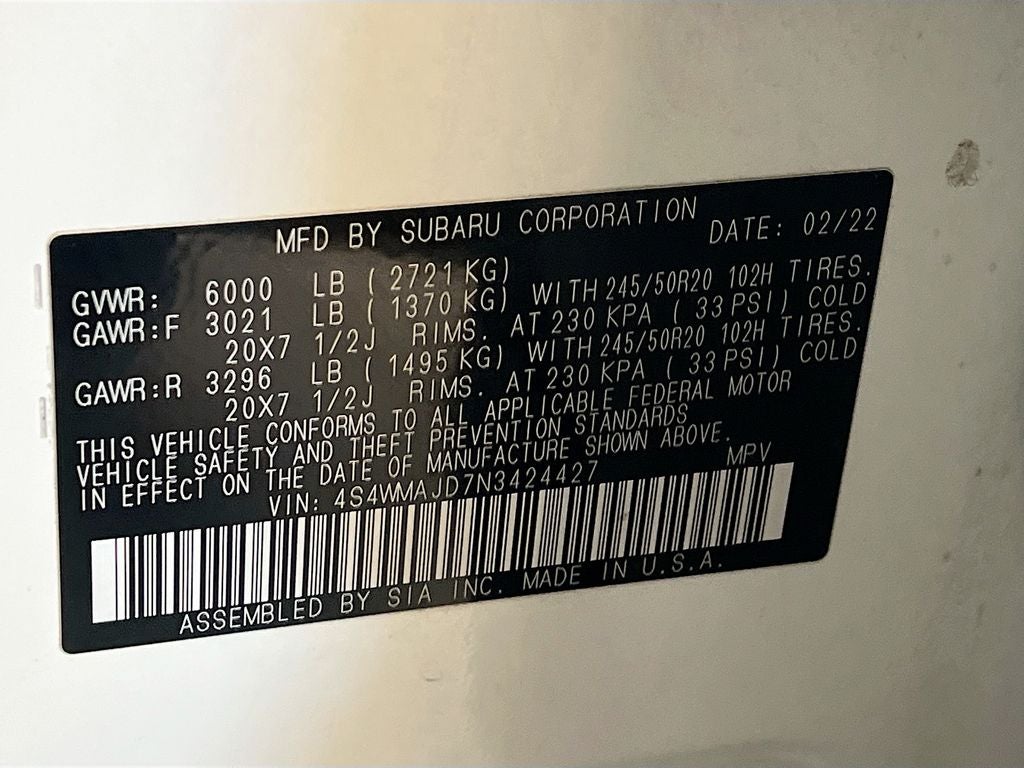 MFD BY SUBARU CORPORATION DATE: 02/22
GVWR: 6000 LB ( 2721 KG)
GAWR:F 3021 LB ( 1370 KG) WITH 245/50R20 102H TIRES.
20X7 1/2J RIMS. AT 230 KPA ( 33 PSI) COLD
GAWR:R 3296 LB ( 1495 KG) WITH 245/50R20 102H TIRES.
20X7 1/2J RIMS. AT 230 KPA ( 33 PSI) COLD
THIS VEHICLE CONFORMS TO ALL APPLICABLE FEDERAL MOTOR
VEHICLE SAFETY AND THEFT PREVENTION STANDARDS
IN EFFECT ON THE DATE OF MANUFACTURE SHOWN ABOVE.
VIN: 4S4WMAJD7N3424427 MPV
ASSEMBLED BY SIA INC. MADE IN U.S.A.